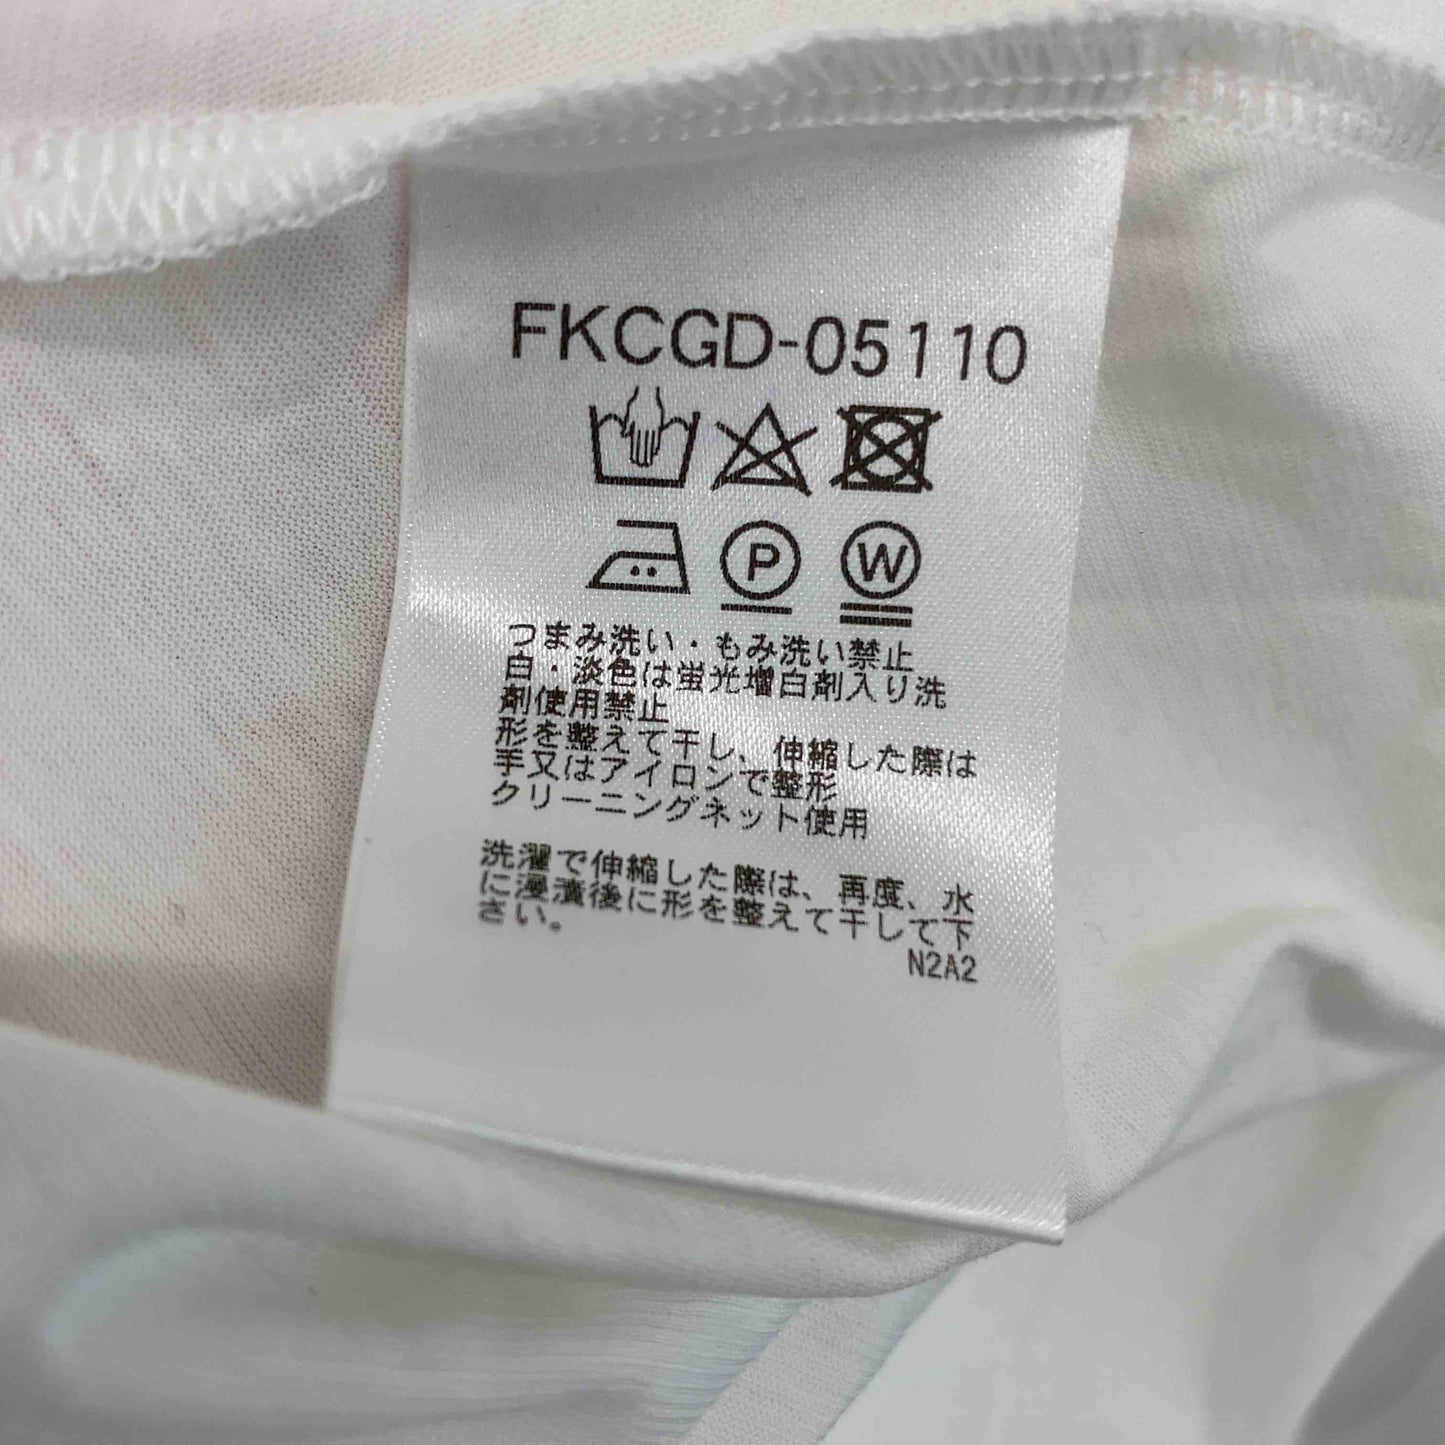 FKCGD-05110
P
W
つまみ洗い・もみ洗い禁止
白・淡色は蛍光増白剤入り洗
剤使用禁止
形を整えて干し、伸縮した際は
手又はアイロンで整形
クリーニングネット使用
洗濯で伸縮した際は、再度、水
に浸漬後に形を整えて干して下
さい。
N2A2